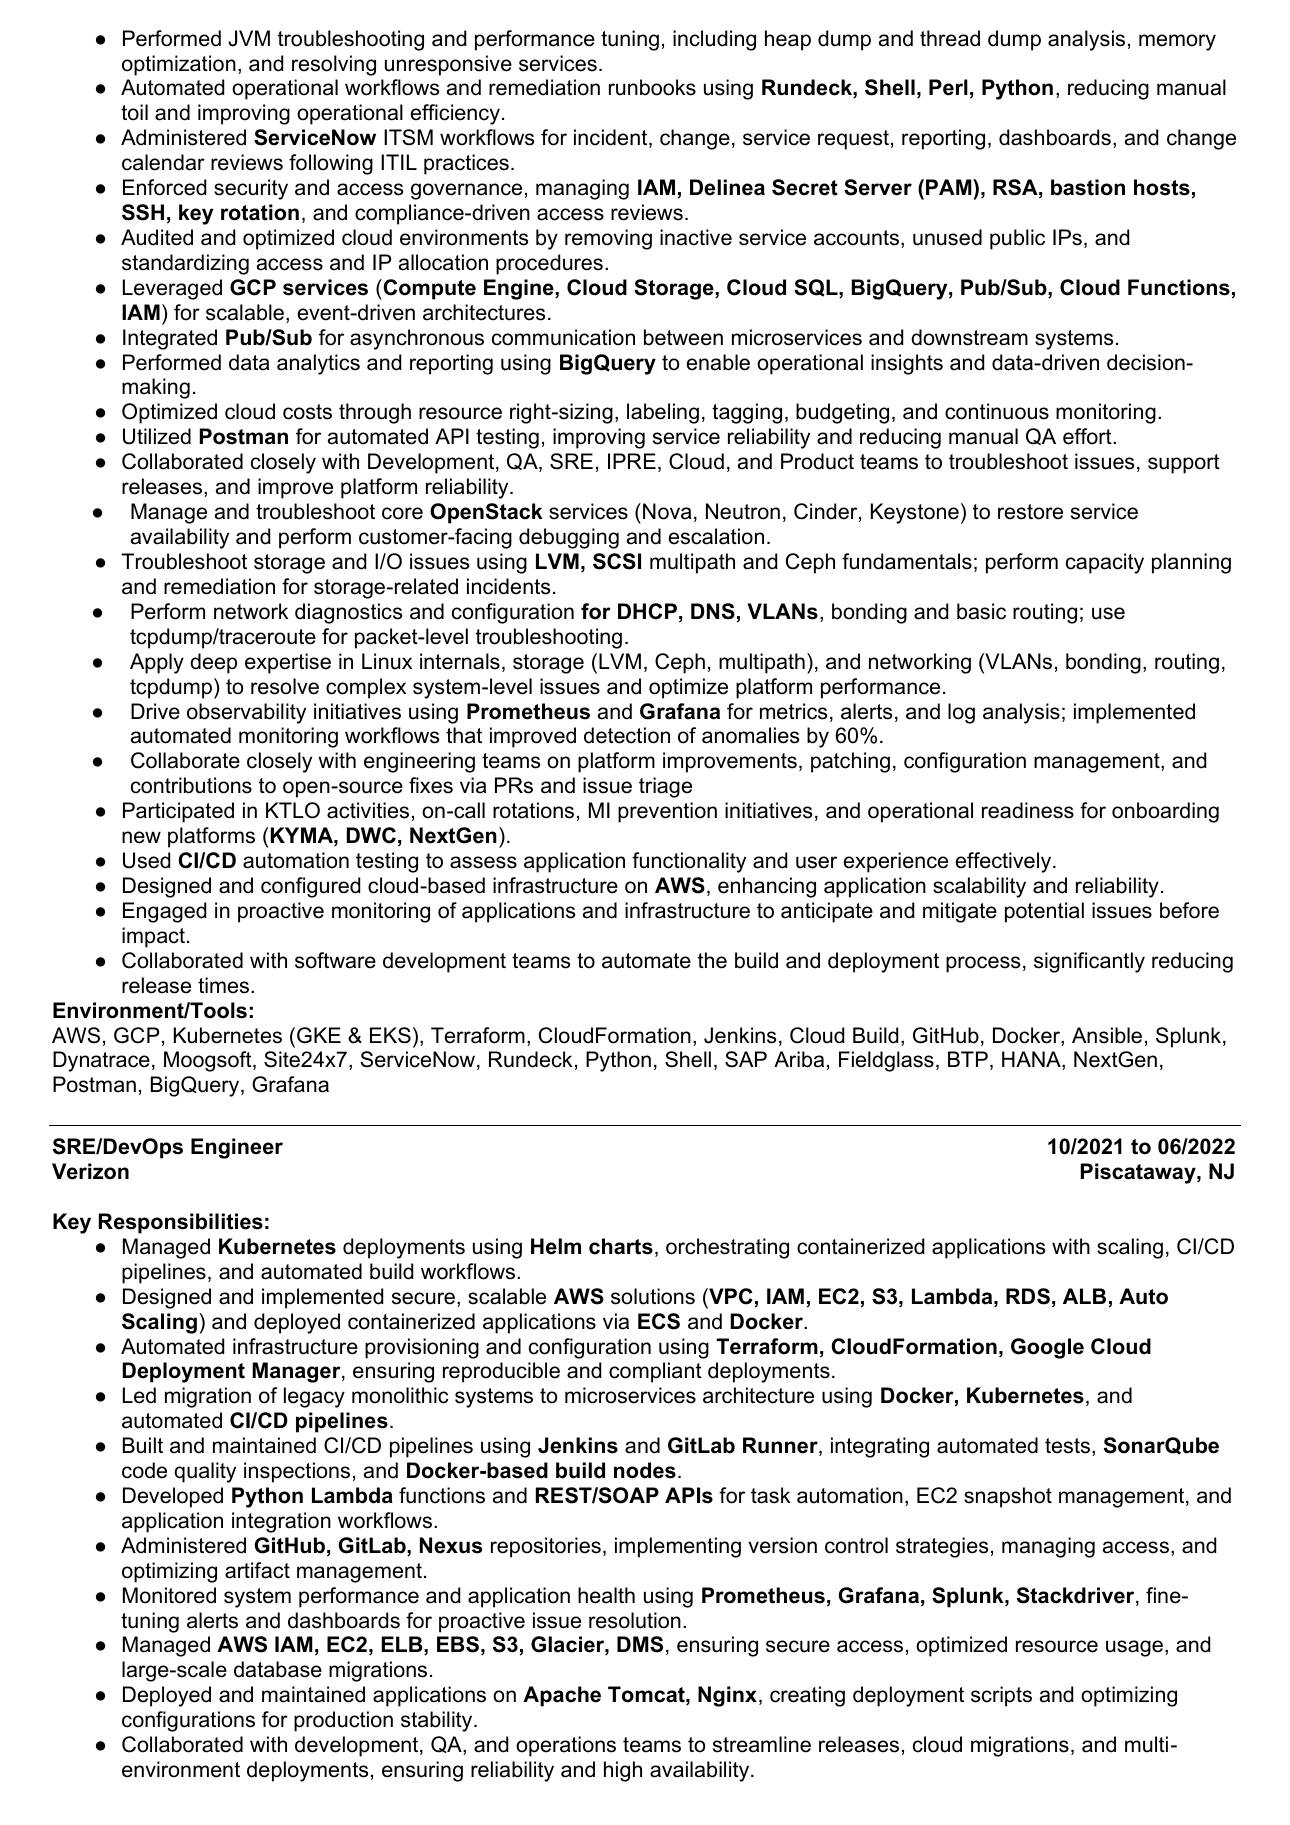 ● Performed JVM troubleshooting and performance tuning, including heap dump and thread dump analysis, memory
optimization, and resolving unresponsive services.
● Automated operational workflows and remediation runbooks using Rundeck, Shell, Perl, Python, reducing manual
toil and improving operational efficiency.
● Administered ServiceNow ITSM workflows for incident, change, service request, reporting, dashboards, and change
calendar reviews following ITIL practices.
● Enforced security and access governance, managing IAM, Delinea Secret Server (PAM), RSA, bastion hosts,
SSH, key rotation, and compliance-driven access reviews.
● Audited and optimized cloud environments by removing inactive service accounts, unused public IPs, and
standardizing access and IP allocation procedures.
● Leveraged GCP services (Compute Engine, Cloud Storage, Cloud SQL, BigQuery, Pub/Sub, Cloud Functions,
IAM) for scalable, event-driven architectures.
● Integrated Pub/Sub for asynchronous communication between microservices and downstream systems.
● Performed data analytics and reporting using BigQuery to enable operational insights and data-driven decision-
making.
● Optimized cloud costs through resource right-sizing, labeling, tagging, budgeting, and continuous monitoring.
● Utilized Postman for automated API testing, improving service reliability and reducing manual QA effort.
● Collaborated closely with Development, QA, SRE, IPRE, Cloud, and Product teams to troubleshoot issues, support
releases, and improve platform reliability.
● Manage and troubleshoot core OpenStack services (Nova, Neutron, Cinder, Keystone) to restore service
availability and perform customer-facing debugging and escalation.
● Troubleshoot storage and I/O issues using LVM, SCSI multipath and Ceph fundamentals; perform capacity planning
and remediation for storage-related incidents.
● Perform network diagnostics and configuration for DHCP, DNS, VLANs, bonding and basic routing; use
tcpdump/traceroute for packet-level troubleshooting.
● Apply deep expertise in Linux internals, storage (LVM, Ceph, multipath), and networking (VLANs, bonding, routing,
tcpdump) to resolve complex system-level issues and optimize platform performance.
● Drive observability initiatives using Prometheus and Grafana for metrics, alerts, and log analysis; implemented
automated monitoring workflows that improved detection of anomalies by 60%.
● Collaborate closely with engineering teams on platform improvements, patching, configuration management, and
contributions to open-source fixes via PRs and issue triage
● Participated in KTLO activities, on-call rotations, MI prevention initiatives, and operational readiness for onboarding
new platforms (KYMA, DWC, NextGen).
● Used CI/CD automation testing to assess application functionality and user experience effectively.
● Designed and configured cloud-based infrastructure on AWS, enhancing application scalability and reliability.
● Engaged in proactive monitoring of applications and infrastructure to anticipate and mitigate potential issues before
impact.
● Collaborated with software development teams to automate the build and deployment process, significantly reducing
release times.
Environment/Tools:
AWS, GCP, Kubernetes (GKE & EKS), Terraform, CloudFormation, Jenkins, Cloud Build, GitHub, Docker, Ansible, Splunk,
Dynatrace, Moogsoft, Site24x7, ServiceNow, Rundeck, Python, Shell, SAP Ariba, Fieldglass, BTP, HANA, NextGen,
Postman, BigQuery, Grafana
SRE/DevOps Engineer 10/2021 to 06/2022
Verizon Piscataway, NJ
Key Responsibilities:
● Managed Kubernetes deployments using Helm charts, orchestrating containerized applications with scaling, CI/CD
pipelines, and automated build workflows.
● Designed and implemented secure, scalable AWS solutions (VPC, IAM, EC2, S3, Lambda, RDS, ALB, Auto
Scaling) and deployed containerized applications via ECS and Docker.
● Automated infrastructure provisioning and configuration using Terraform, CloudFormation, Google Cloud
Deployment Manager, ensuring reproducible and compliant deployments.
● Led migration of legacy monolithic systems to microservices architecture using Docker, Kubernetes, and
automated CI/CD pipelines.
● Built and maintained CI/CD pipelines using Jenkins and GitLab Runner, integrating automated tests, SonarQube
code quality inspections, and Docker-based build nodes.
● Developed Python Lambda functions and REST/SOAP APIs for task automation, EC2 snapshot management, and
application integration workflows.
● Administered GitHub, GitLab, Nexus repositories, implementing version control strategies, managing access, and
optimizing artifact management.
● Monitored system performance and application health using Prometheus, Grafana, Splunk, Stackdriver, fine-
tuning alerts and dashboards for proactive issue resolution.
● Managed AWS IAM, EC2, ELB, EBS, S3, Glacier, DMS, ensuring secure access, optimized resource usage, and
large-scale database migrations.
● Deployed and maintained applications on Apache Tomcat, Nginx, creating deployment scripts and optimizing
configurations for production stability.
● Collaborated with development, QA, and operations teams to streamline releases, cloud migrations, and multi-
environment deployments, ensuring reliability and high availability.